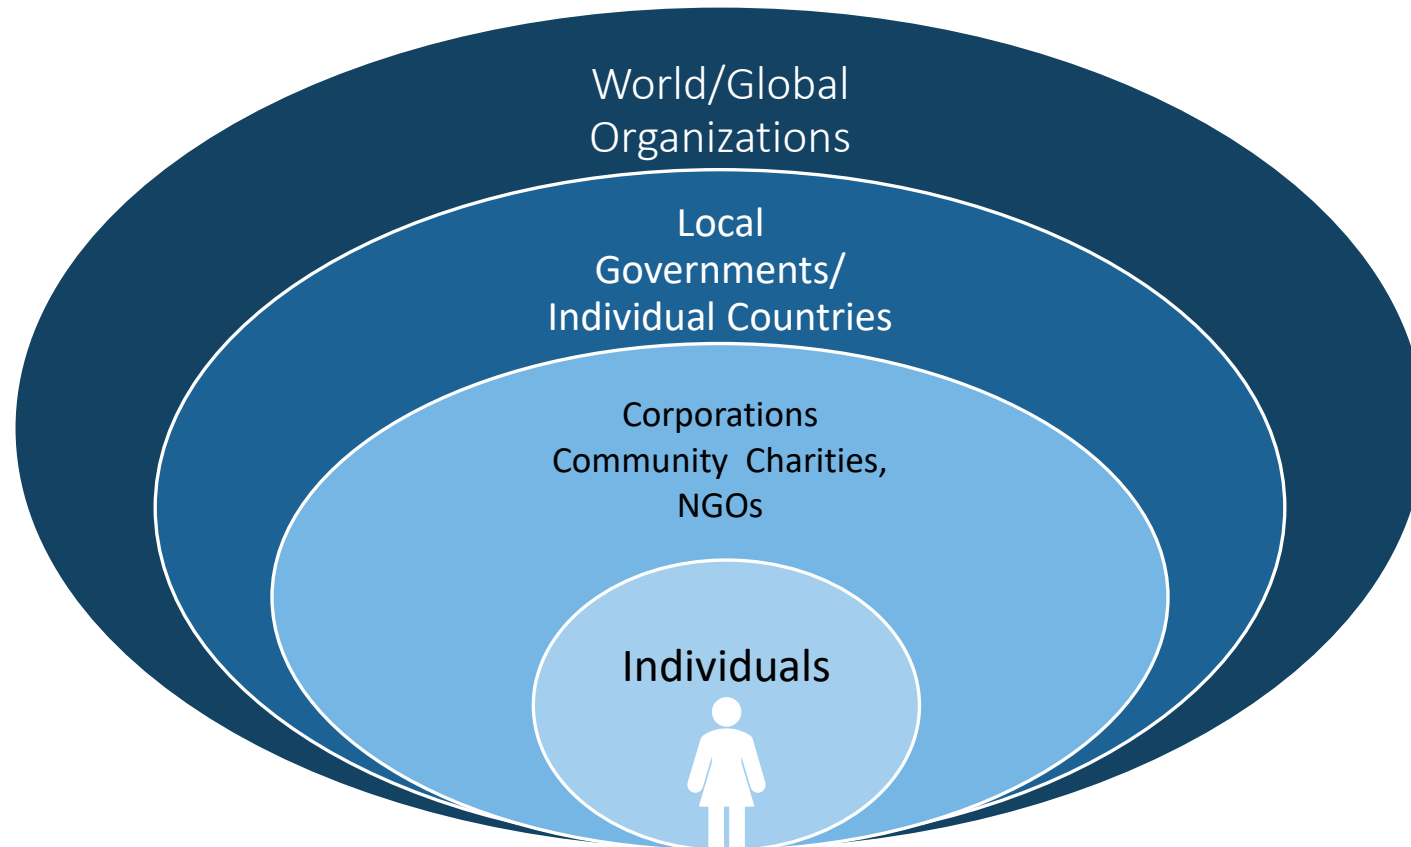 World/Global
Organizations
Local
Governments/
Individual Countries
Corporations
Community  Charities,
NGOs
Individuals